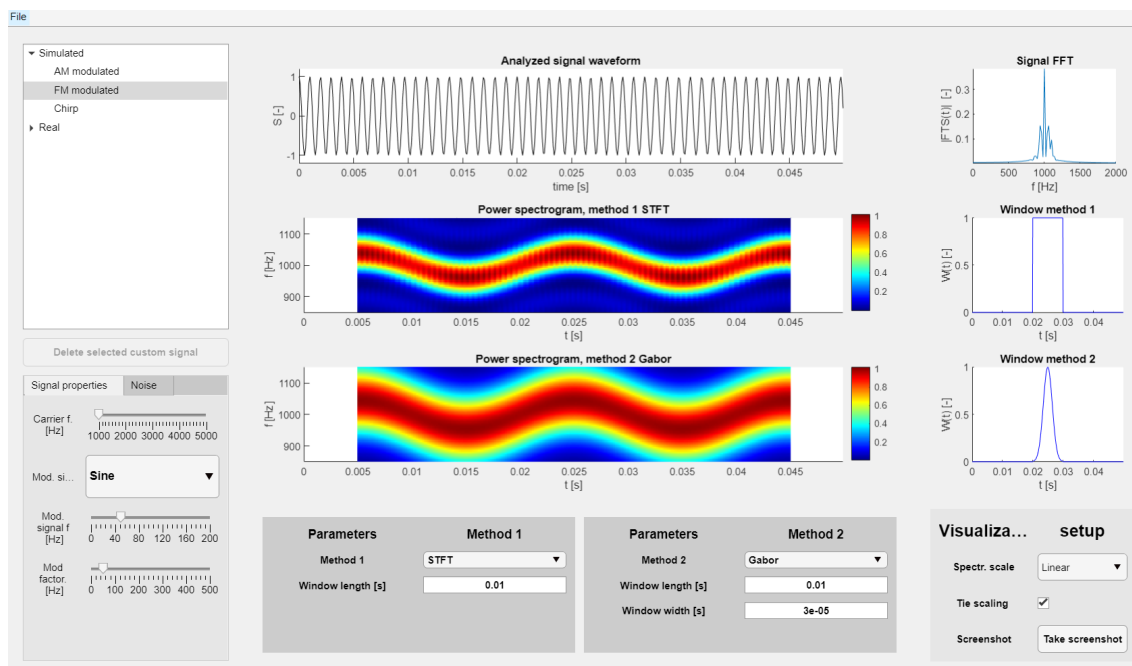 File
Simulated
AM modulated
FM modulated
Chirp
Real
Delete selected custom signal
Signal properties
Noise
Carrier f.
[Hz]
1000 2000 3000 4000 5000
Mod. si...
Sine
Mod.
signal f
[Hz]
0 40 80 120 160 200
Mod
factor.
[Hz]
0 100 200 300 400 500
Analyzed signal waveform
S [-]
1
0
-1
0 0.005 0.01 0.015 0.02 0.025 0.03 0.035 0.04 0.045
time [s]
Signal FFT
|FTS(t)| [-]
0.3
0.2
0.1
0 500 1000 1500 2000
f [Hz]
Power spectrogram, method 1 STFT
f [Hz]
1100
1000
900
0 0.005 0.01 0.015 0.02 0.025 0.03 0.035 0.04 0.045
t [s]
1
0.8
0.6
0.4
0.2
Window method 1
W(t) [-]
1
0.5
0
0 0.01 0.02 0.03 0.04
t [s]
Power spectrogram, method 2 Gabor
f [Hz]
1100
1000
900
0 0.005 0.01 0.015 0.02 0.025 0.03 0.035 0.04 0.045
t [s]
1
0.8
0.6
0.4
0.2
Window method 2
W(t) [-]
1
0.5
0
0 0.01 0.02 0.03 0.04
t [s]
Parameters Method 1
Method 1 STFT
Window length [s] 0.01
Parameters Method 2
Method 2 Gabor
Window length [s] 0.01
Window width [s] 3e-05
Visualiza... setup
Spectr. scale Linear
Tie scaling
Screenshot Take screenshot